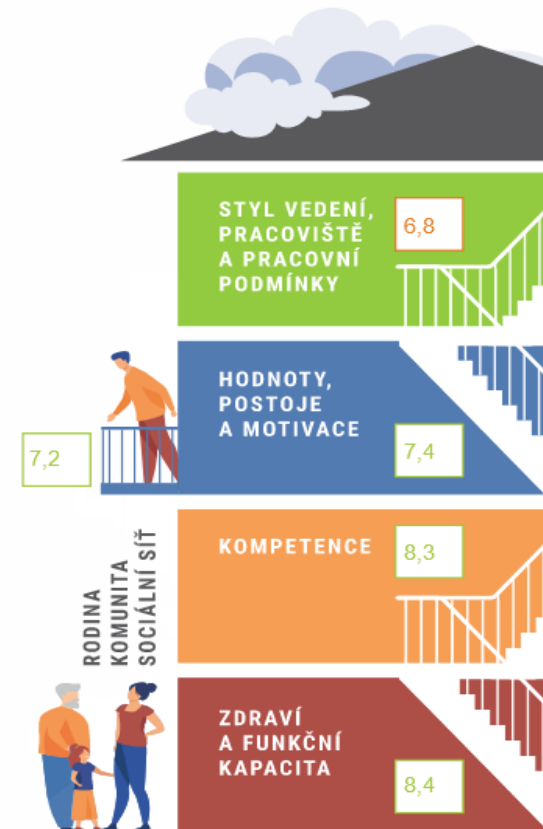 STYL VEDENÍ,
PRACOVIŠTĚ
A PRACOVNÍ
PODMÍNKY
6,8
HODNOTY,
POSTOJE
A MOTIVACE
7,4
7,2
KOMPETENCE
8,3
RODINA
KOMUNITA
SOCIÁLNÍ SÍŤ
ZDRAVÍ
A FUNKČNÍ
KAPACITA
8,4